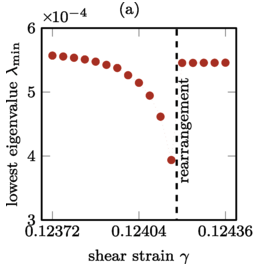 (a)
×10⁻⁴
6
5
4
3
lowest eigenvalue λmin
rearrangement
0.12372 0.12404 0.12436
shear strain γ